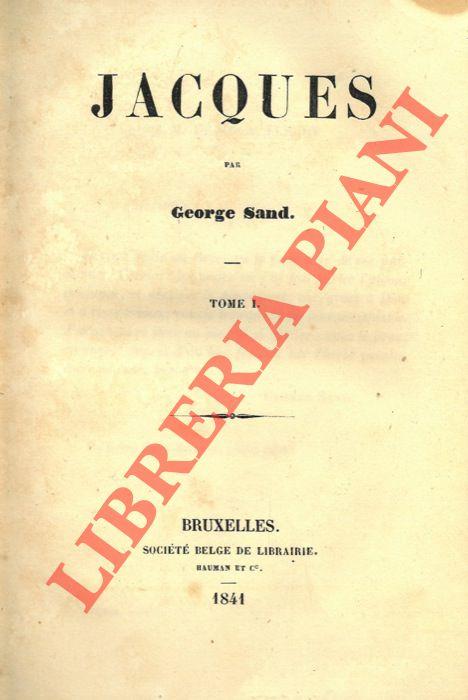 JACQUES
PAR
George Sand.
TOME I.
BRUXELLES.
SOCIÉTÉ BELGE DE LIBRAIRIE.
HAUMAN ET Cᵉ.
1841
LIBRERIA PIANI